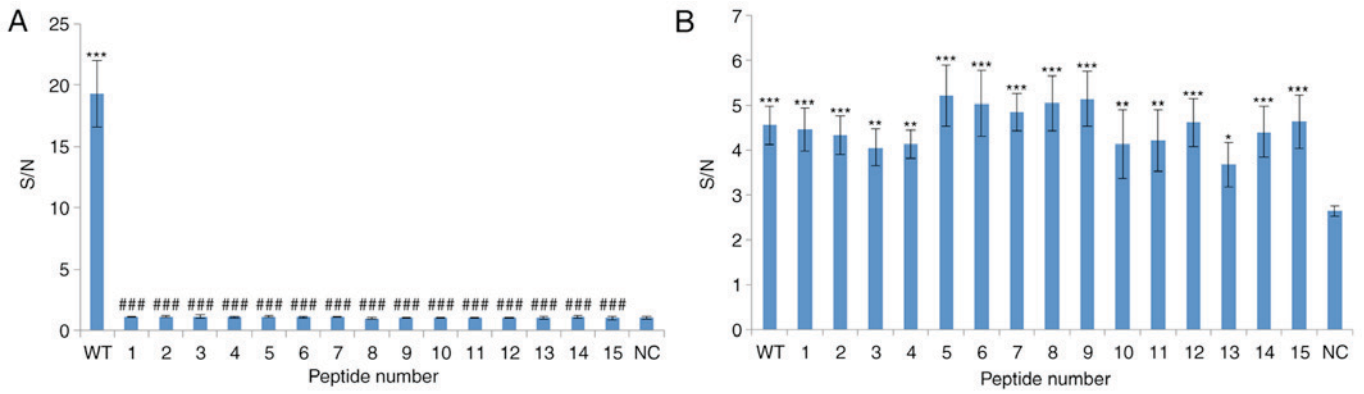 A
25
20
15
10
5
0
S/N
***
### ### ### ### ### ### ### ### ### ### ### ### ### ### ###
WT 1 2 3 4 5 6 7 8 9 10 11 12 13 14 15 NC
Peptide number
B
7
6
5
4
3
2
1
0
S/N
*** *** *** ** ** *** *** *** *** *** ** ** *** * *** ***
WT 1 2 3 4 5 6 7 8 9 10 11 12 13 14 15 NC
Peptide number